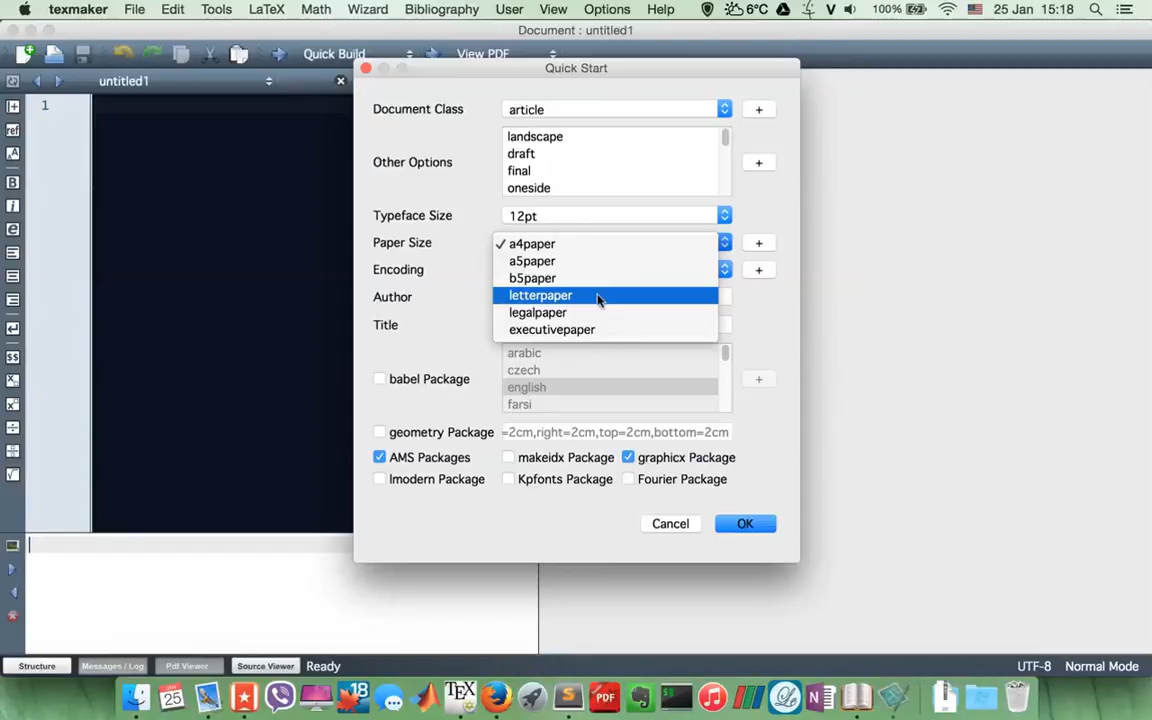 texmaker File Edit Tools LaTeX Math Wizard Bibliography User View Options Help 6°C V 100% 25 Jan 15:18
Document : untitled1
Quick Build View PDF
Quick Start
untitled1
1
Document Class article +
Other Options landscape +
draft
final
oneside
Typeface Size 12pt
Paper Size a4paper +
a5paper
b5paper
letterpaper
legalpaper
executivepaper
Encoding +
Author
Title
babel Package arabic +
czech
english
farsi
geometry Package =2cm,right=2cm,top=2cm,bottom=2cm
AMS Packages makeidx Package graphicx Package
lmodern Package Kpfonts Package Fourier Package
Cancel OK
Structure Messages / Log Pdf Viewer Source Viewer Ready UTF-8 Normal Mode
18 TEX PDF